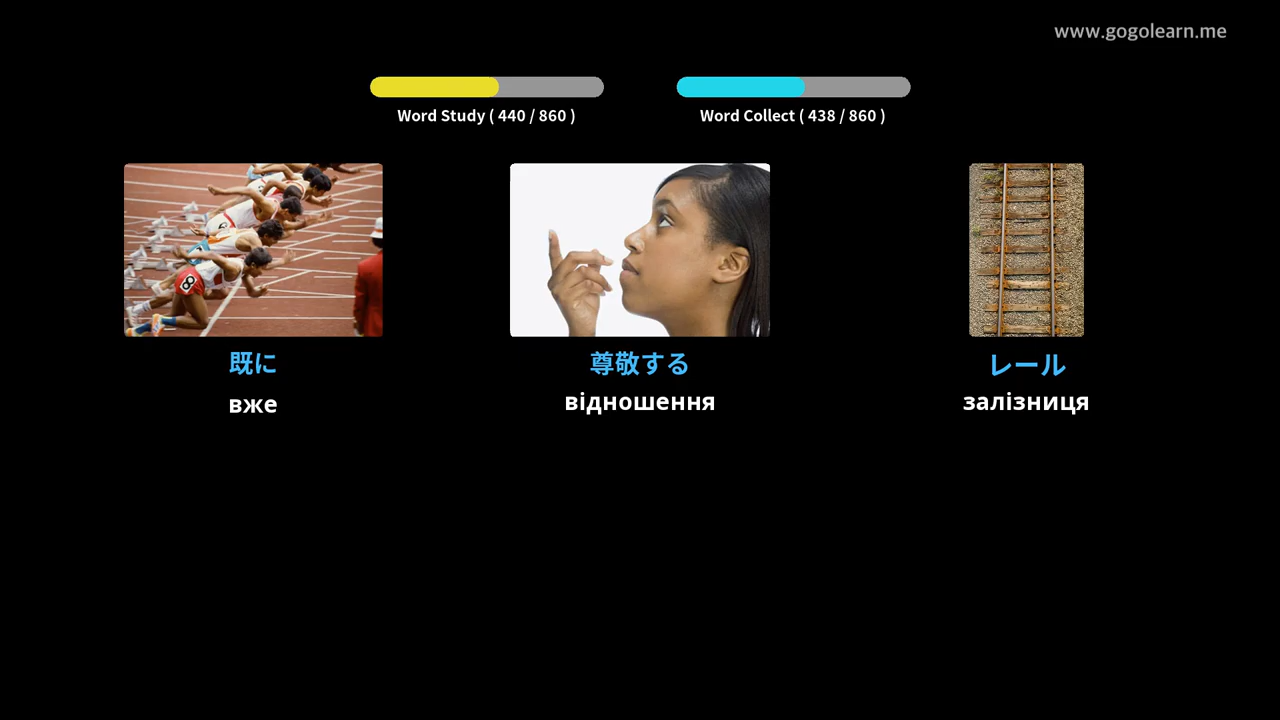 www.gogolearn.me
Word Study ( 440 / 860 )
Word Collect ( 438 / 860 )
8
既に
尊敬する
レール
вже
відношення
залізниця